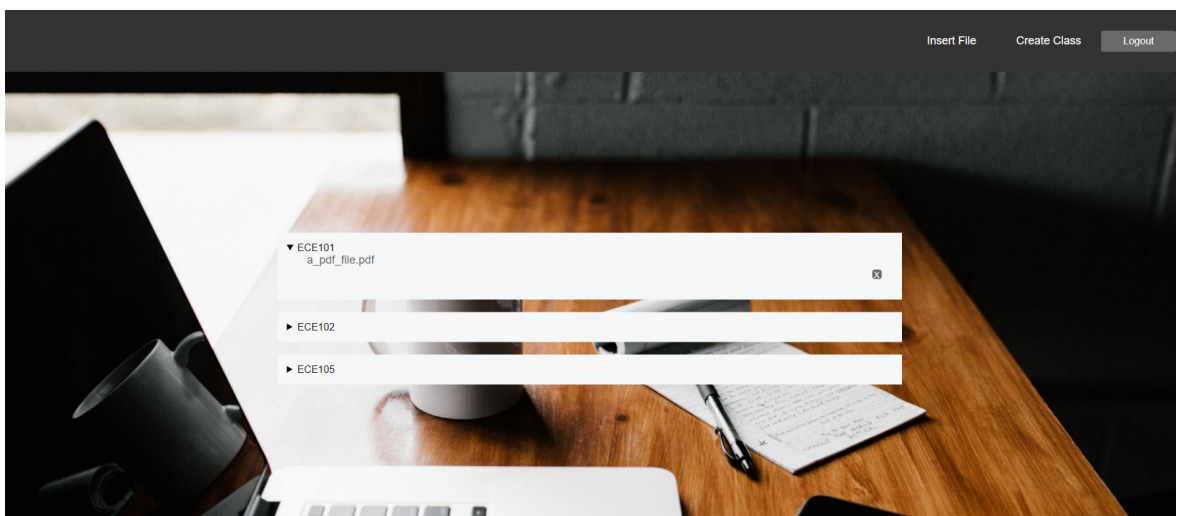 Insert File Create Class Logout
ECE101
a_pdf_file.pdf
X
ECE102
ECE105